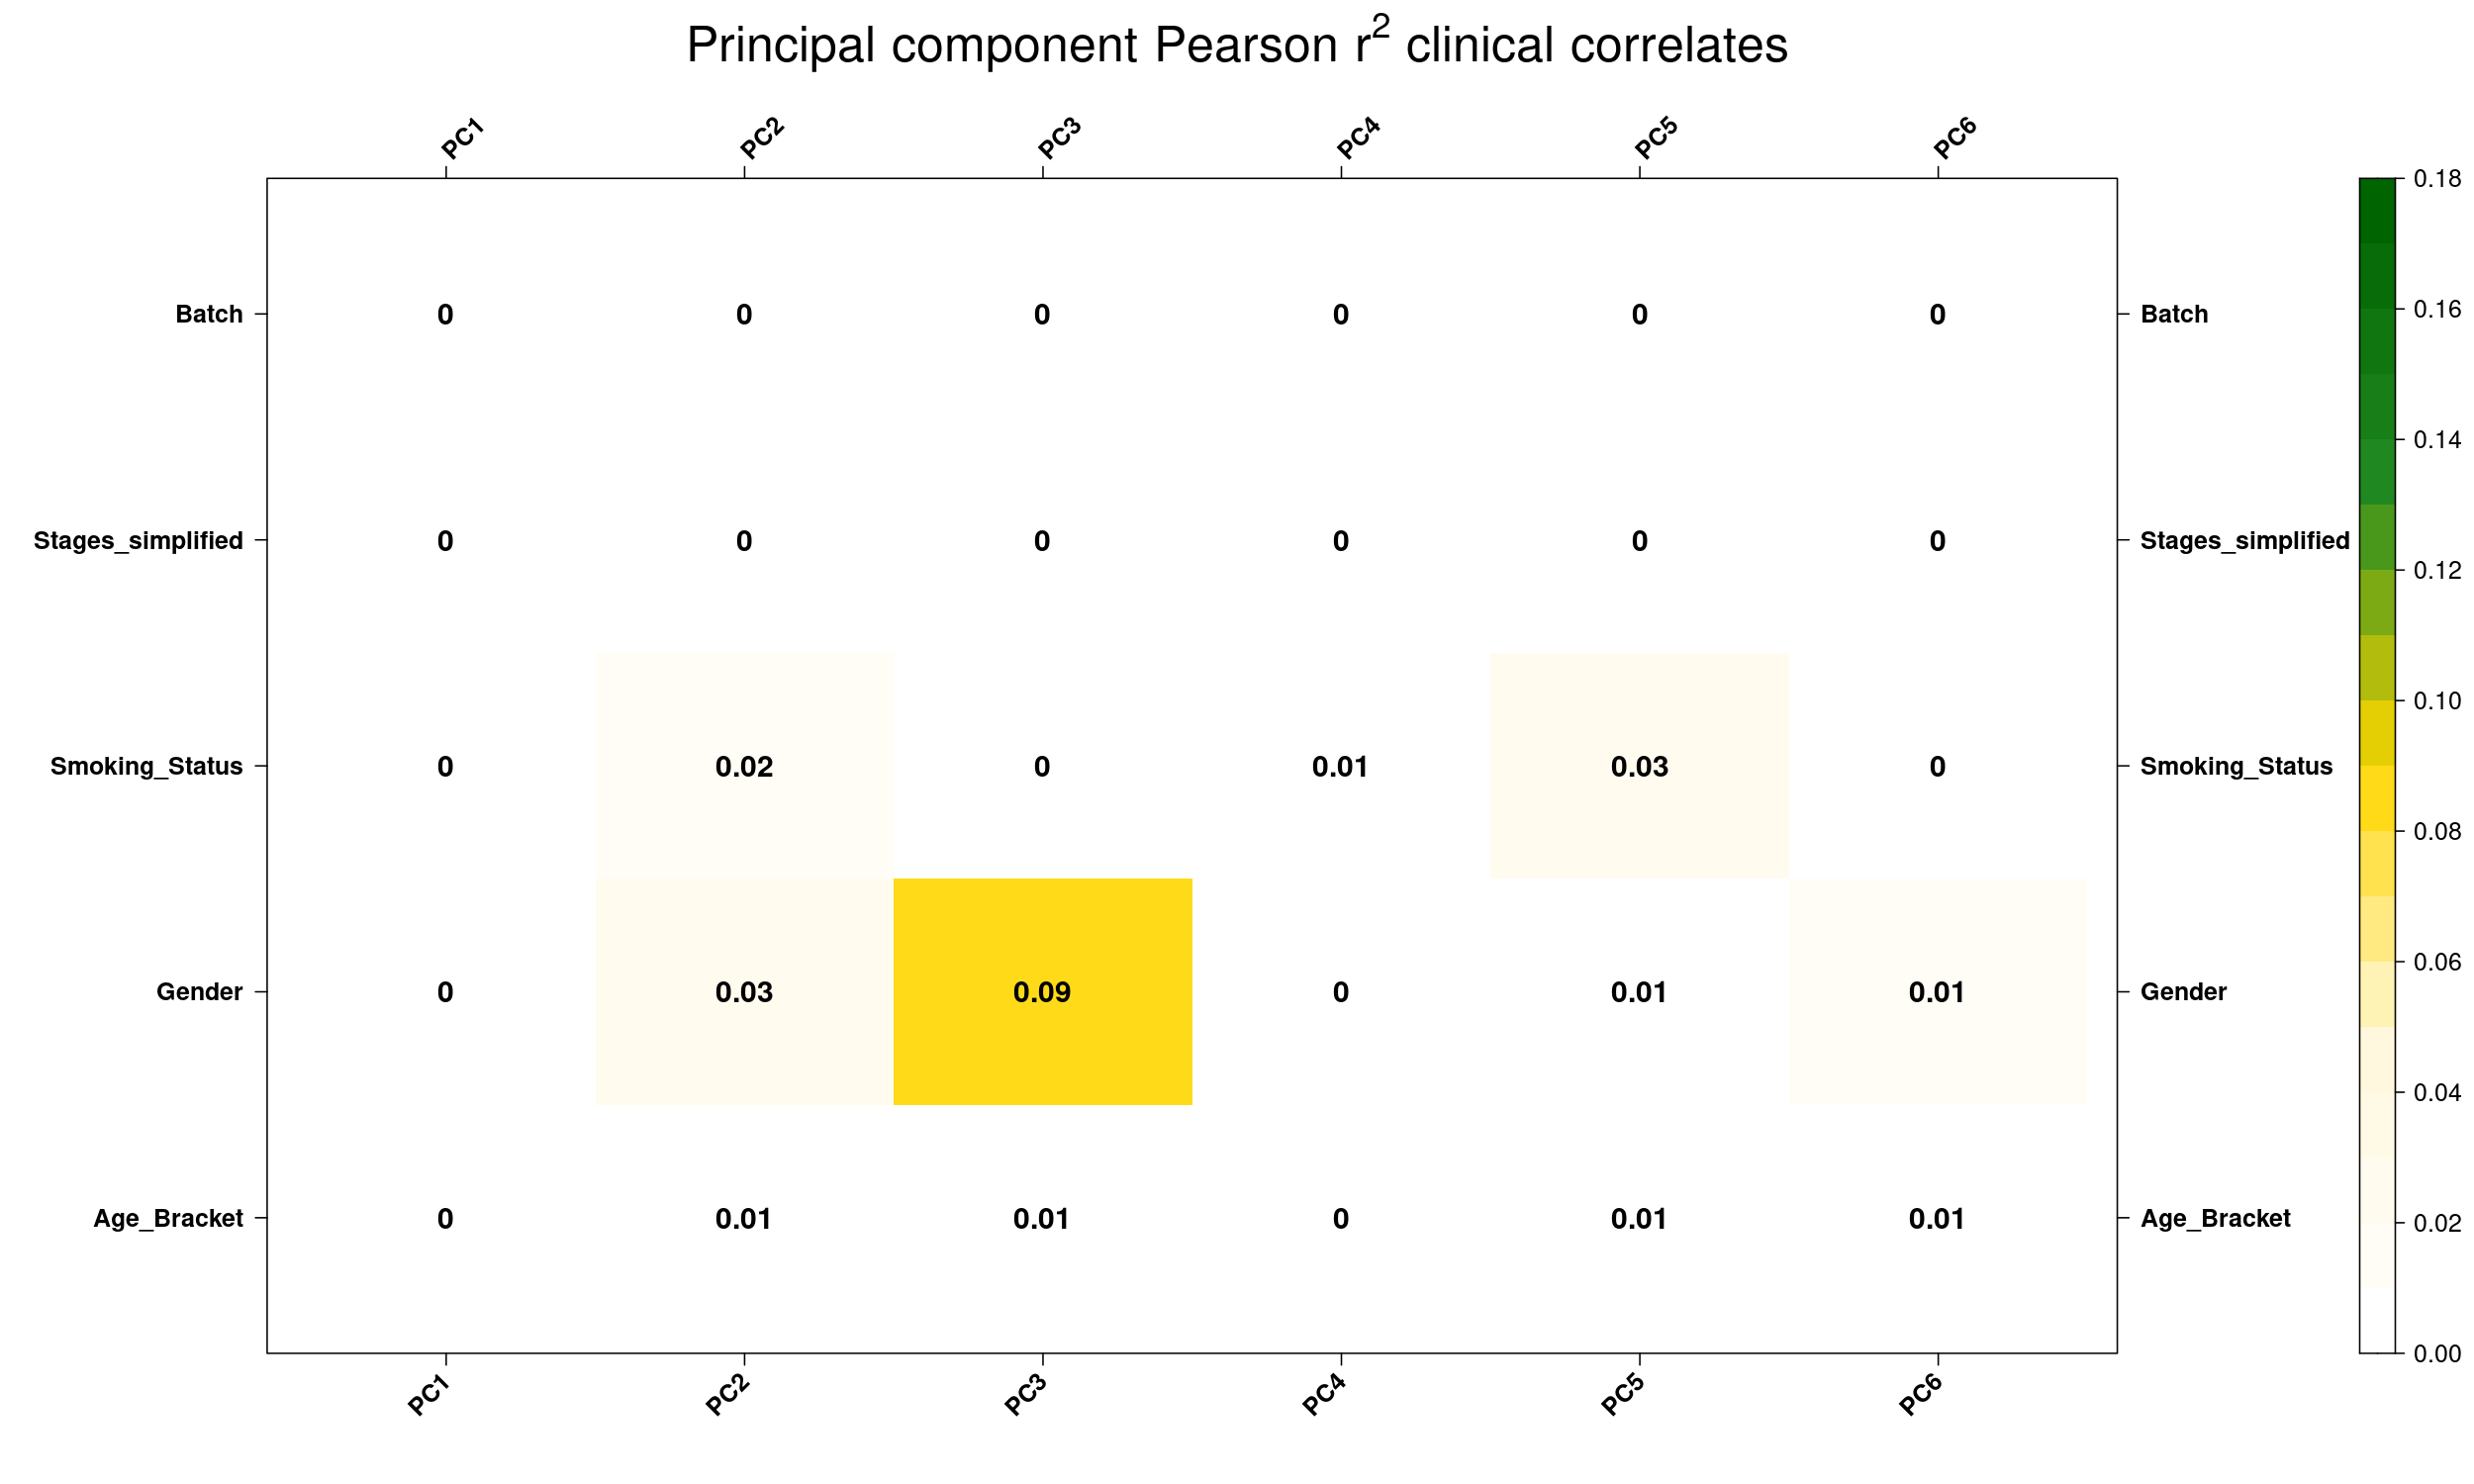 Principal component Pearson r² clinical correlates
PC1 PC2 PC3 PC4 PC5 PC6
Batch 0 0 0 0 0 0 Batch
Stages_simplified 0 0 0 0 0 0 Stages_simplified
Smoking_Status 0 0.02 0 0.01 0.03 0 Smoking_Status
Gender 0 0.03 0.09 0 0.01 0.01 Gender
Age_Bracket 0 0.01 0.01 0 0.01 0.01 Age_Bracket
PC1 PC2 PC3 PC4 PC5 PC6
0.18
0.16
0.14
0.12
0.10
0.08
0.06
0.04
0.02
0.00